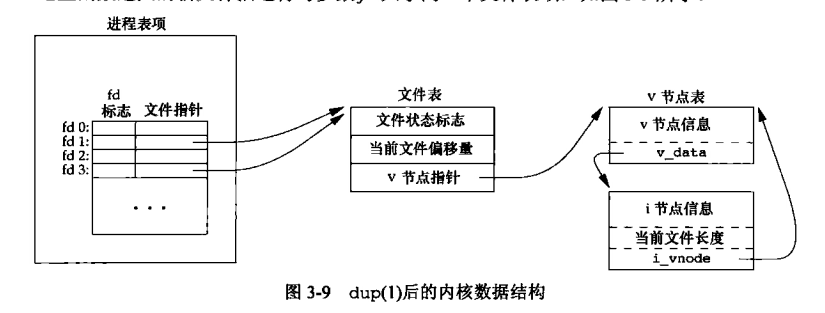 进程表项
fd
标志 文件指针
fd 0:
fd 1:
fd 2:
fd 3:
· · ·
文件表
文件状态标志
当前文件偏移量
v 节点指针
v 节点表
v 节点信息
v_data
i 节点信息
当前文件长度
i_vnode
图 3-9 dup(1)后的内核数据结构